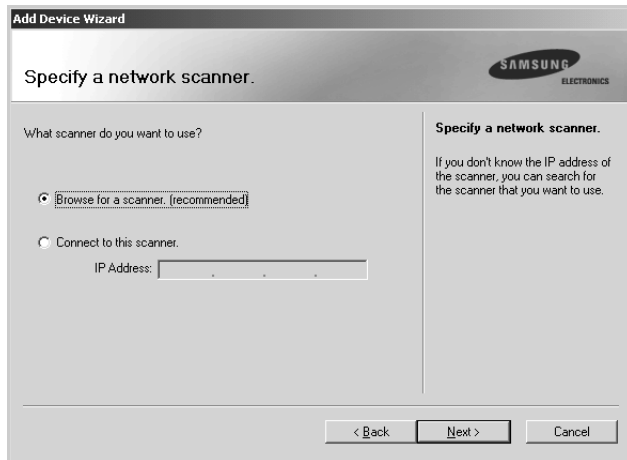 Add Device Wizard
Specify a network scanner.
SAMSUNG
ELECTRONICS
What scanner do you want to use?
Browse for a scanner. (recommended)
Connect to this scanner.
IP Address: . . .
Specify a network scanner.
If you don't know the IP address of
the scanner, you can search for
the scanner that you want to use.
< Back
Next >
Cancel